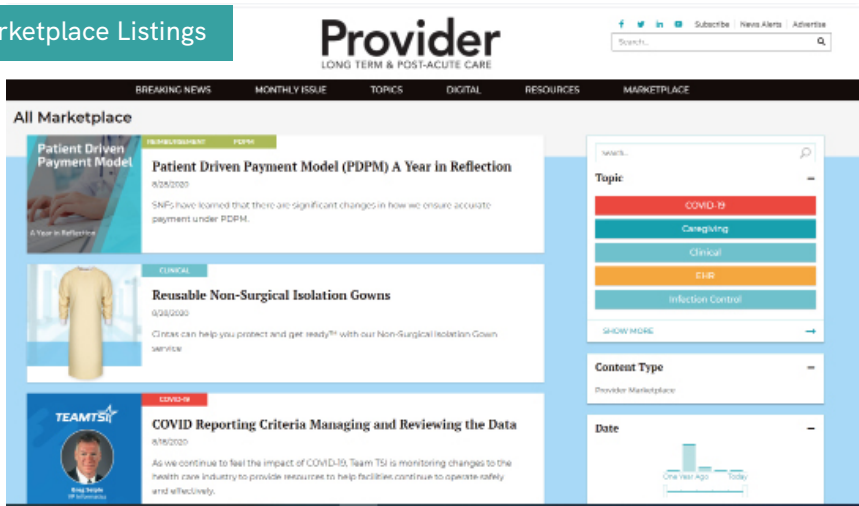 rketplace Listings
Provider
LONG TERM & POST-ACUTE CARE
Subscribe News Alerts Advertise
Search...
BREAKING NEWS MONTHLY ISSUE TOPICS DIGITAL RESOURCES MARKETPLACE
All Marketplace
Patient Driven
Payment Model
A Year in Reflection
REIMBURSEMENT PDPM
Patient Driven Payment Model (PDPM) A Year in Reflection
8/28/2020
SNFs have learned that there are significant changes in how we ensure accurate
payment under PDPM.
CLINICAL
Reusable Non-Surgical Isolation Gowns
8/28/2020
Cintas can help you protect and get ready™ with our Non-Surgical Isolation Gown
service
TEAMTSI
COVID-19
COVID Reporting Criteria Managing and Reviewing the Data
8/18/2020
As we continue to feel the impact of COVID-19, Team TSI is monitoring changes to the
health care industry to provide resources to help facilities continue to operate safely
and effectively.
Search...
Topic
COVID-19
Caregiving
Clinical
EHR
Infection Control
SHOW MORE
Content Type
Provider Marketplace
Date
One Year Ago Today